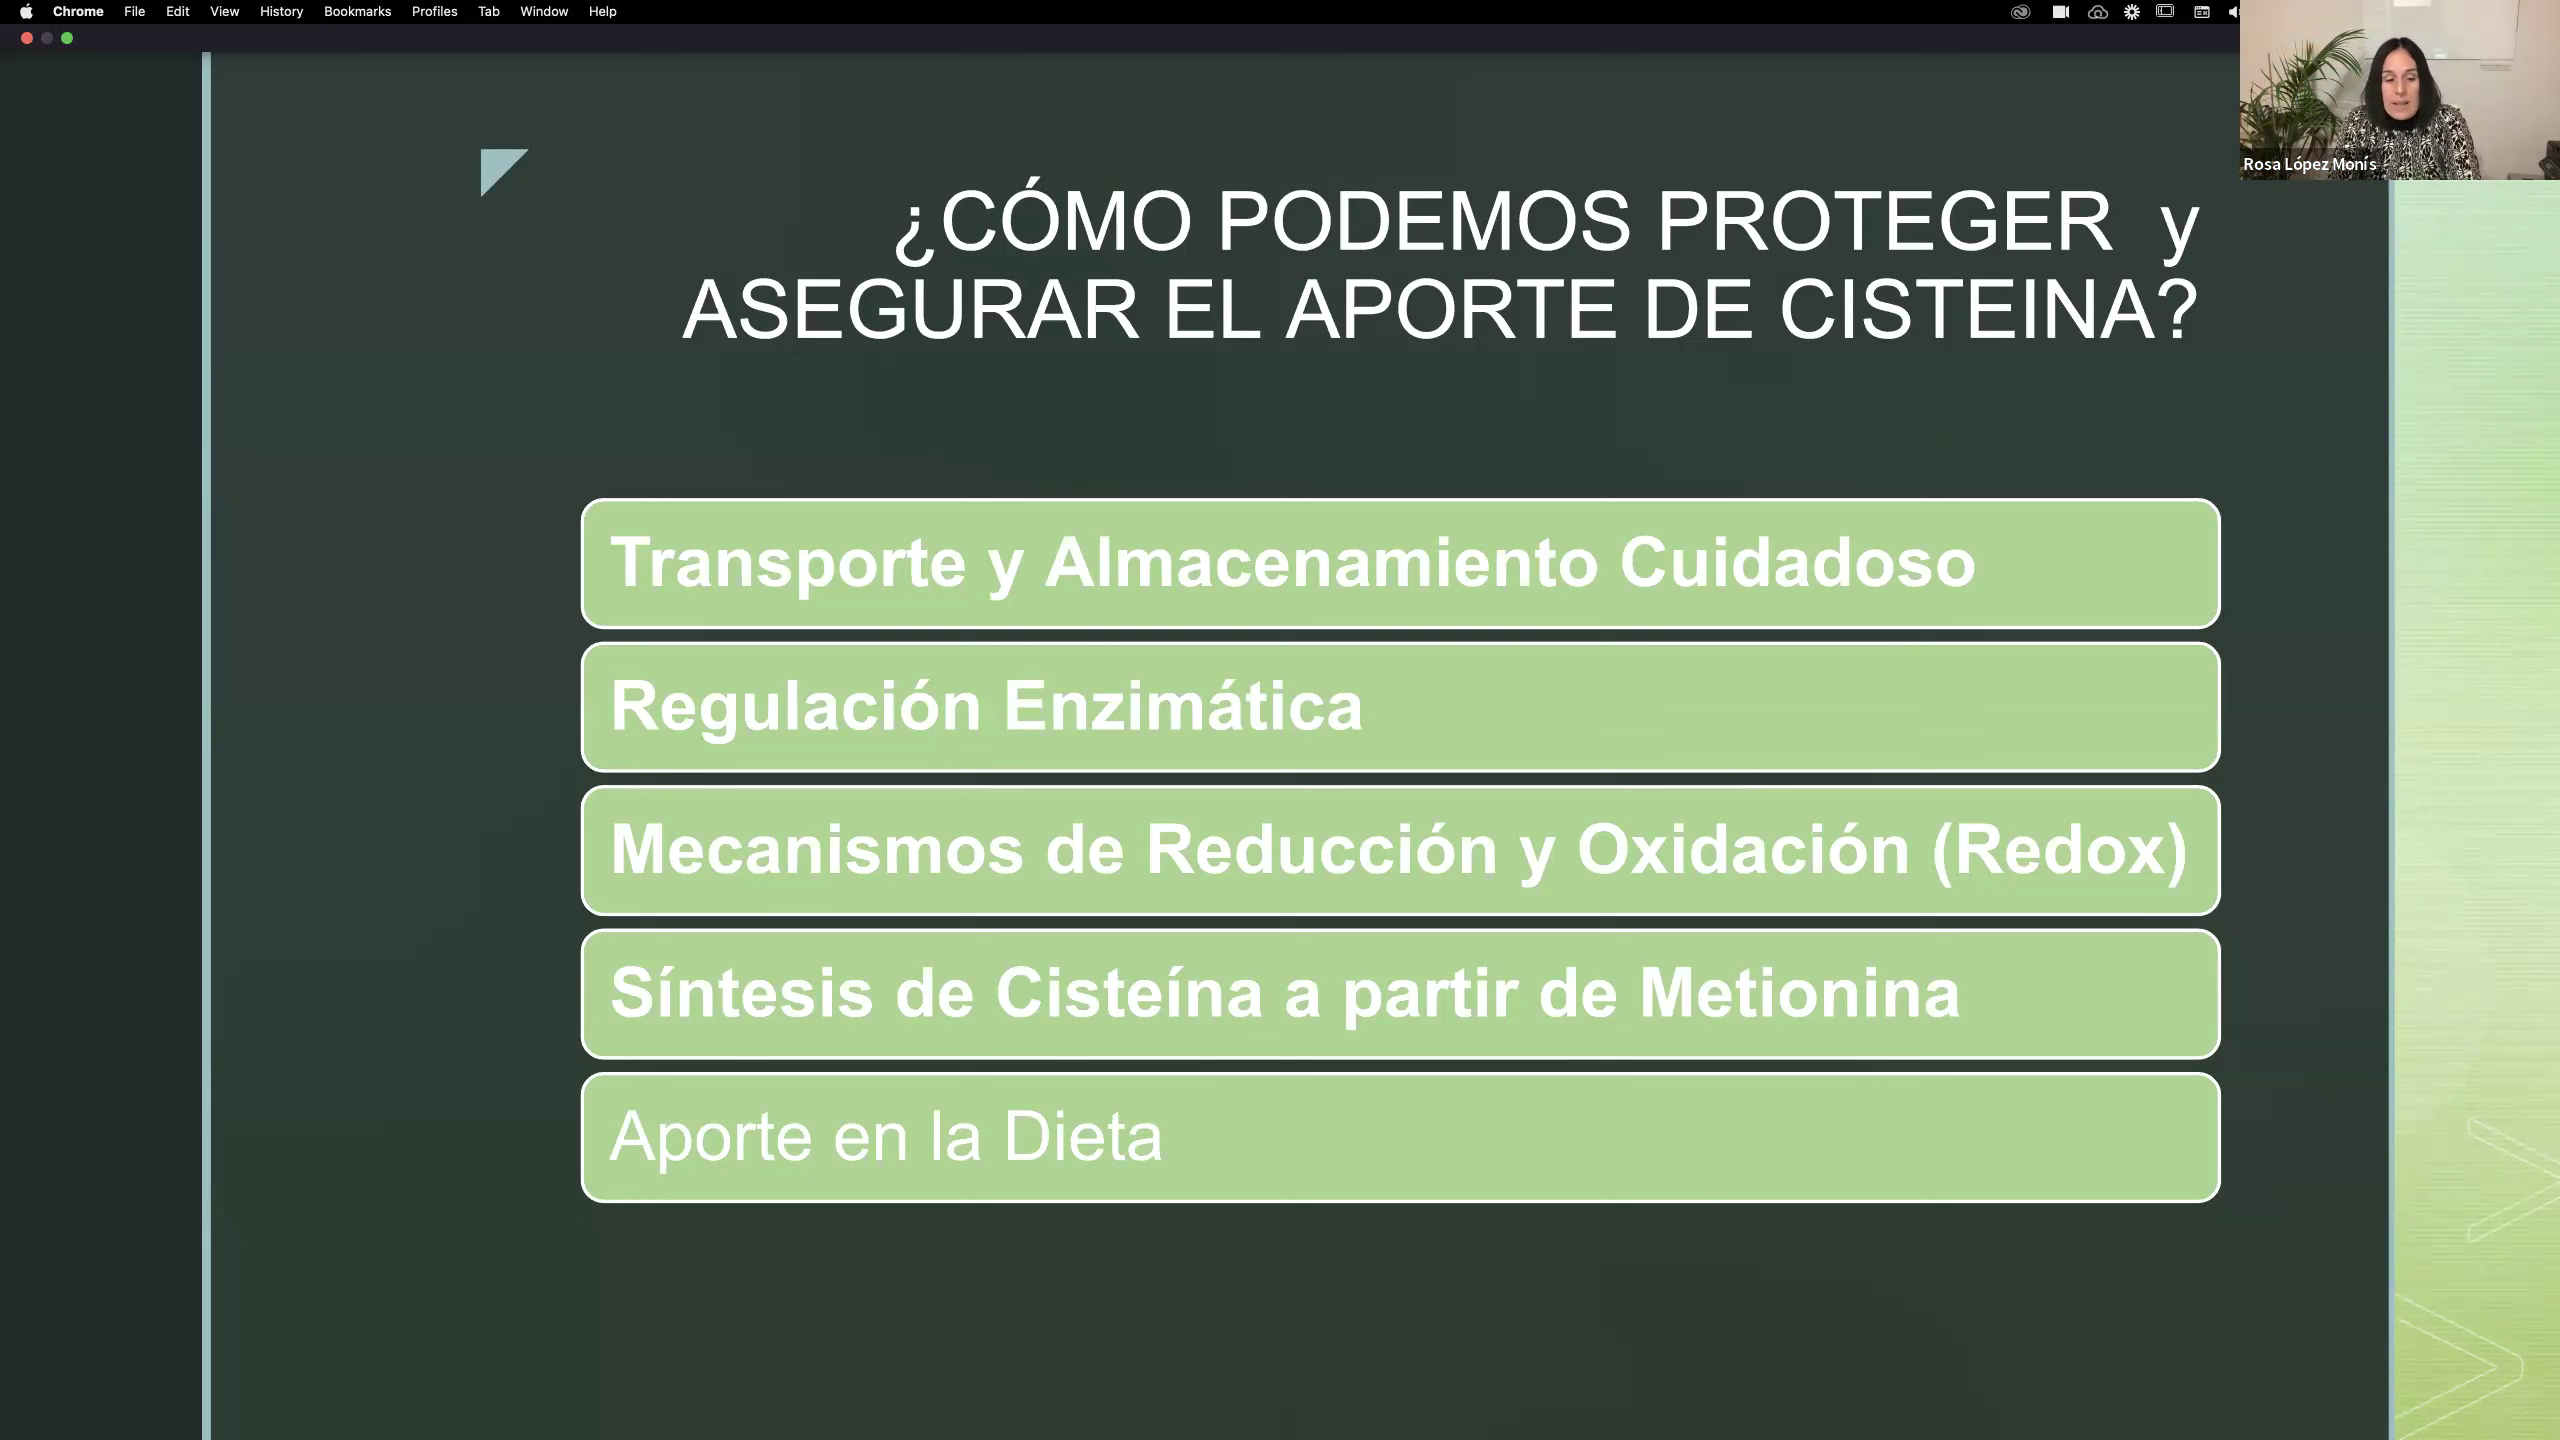 Chrome File Edit View History Bookmarks Profiles Tab Window Help
Rosa López Monís
¿CÓMO PODEMOS PROTEGER y
ASEGURAR EL APORTE DE CISTEINA?
Transporte y Almacenamiento Cuidadoso
Regulación Enzimática
Mecanismos de Reducción y Oxidación (Redox)
Síntesis de Cisteína a partir de Metionina
Aporte en la Dieta